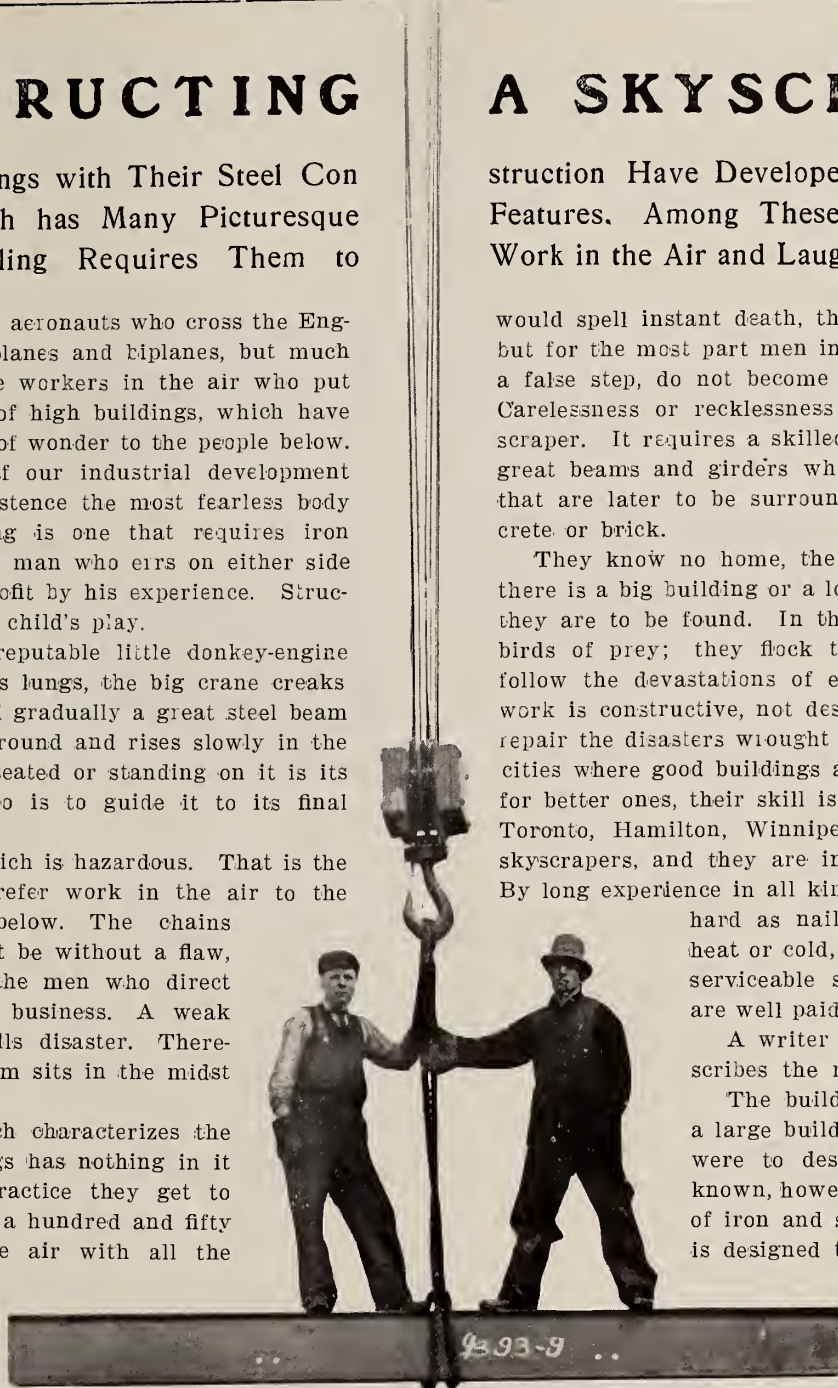 RUCTING A SKYSCR
ngs with Their Steel Con struction Have Develope
h has Many Picturesque Features. Among These
ling Requires Them to Work in the Air and Laug
aeronauts who cross the Eng-
planes and biplanes, but much
e workers in the air who put
of high buildings, which have
of wonder to the people below.
f our industrial development
stence the most fearless body
g is one that requires iron
man who errs on either side
ofit by his experience. Struc-
child's play.
reputable little donkey-engine
s lungs, the big crane creaks
gradually a great steel beam
round and rises slowly in the
seated or standing on it is its
o is to guide it to its final
ich is hazardous. That is the
refer work in the air to the
below. The chains
t be without a flaw,
the men who direct
business. A weak
lls disaster. There-
m sits in the midst
ch characterizes the
gs has nothing in it
ractice they get to
a hundred and fifty
e air with all the
would spell instant death, th
but for the most part men in
a false step, do not become
Carelessness or recklessness
scraper. It requires a skilled
great beams and girders wh
that are later to be surroun
crete or brick.
They know no home, the
there is a big building or a lo
they are to be found. In th
birds of prey; they flock t
follow the devastations of e
work is constructive, not des
repair the disasters wrought
cities where good buildings a
for better ones, their skill is
Toronto, Hamilton, Winnipe
skyscrapers, and they are in
By long experience in all kin
hard as nail
heat or cold,
serviceable s
are well paid
A writer
scribes the r
The build
a large build
were to des
known, howe
of iron and s
is designed t
9393-9